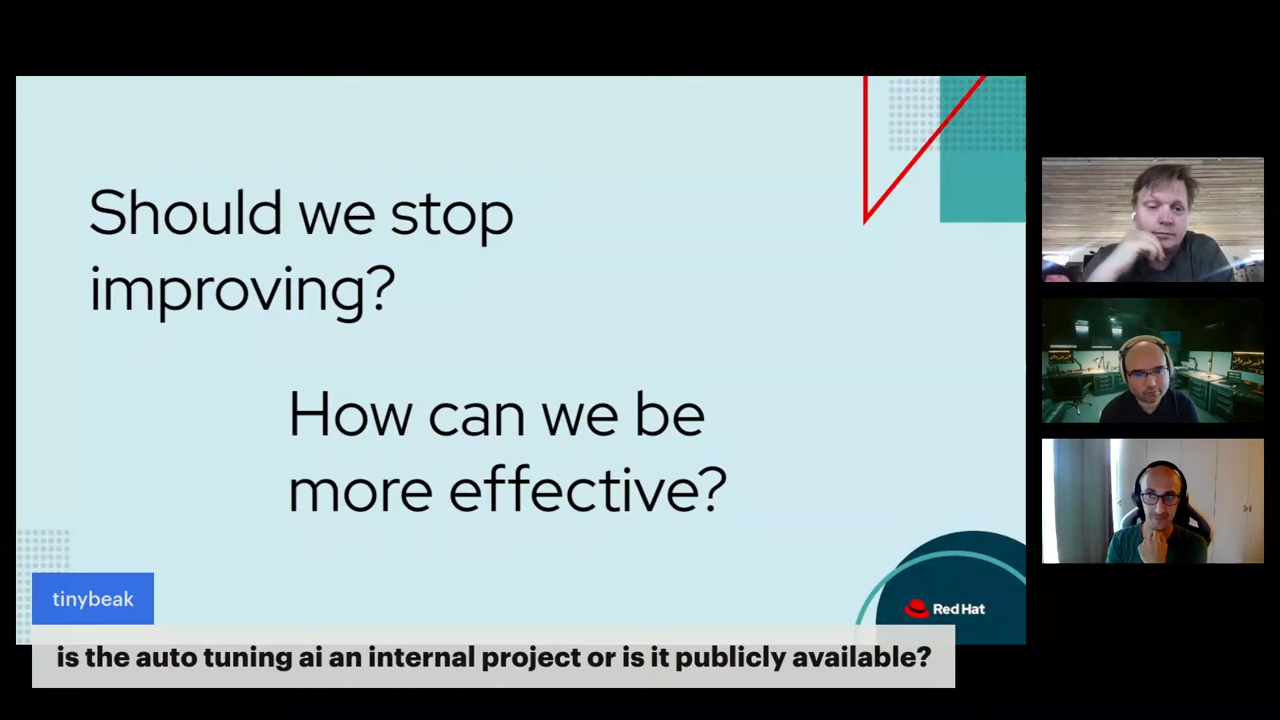 Should we stop
improving?
How can we be
more effective?
Red Hat
tinybeak
is the auto tuning ai an internal project or is it publicly available?